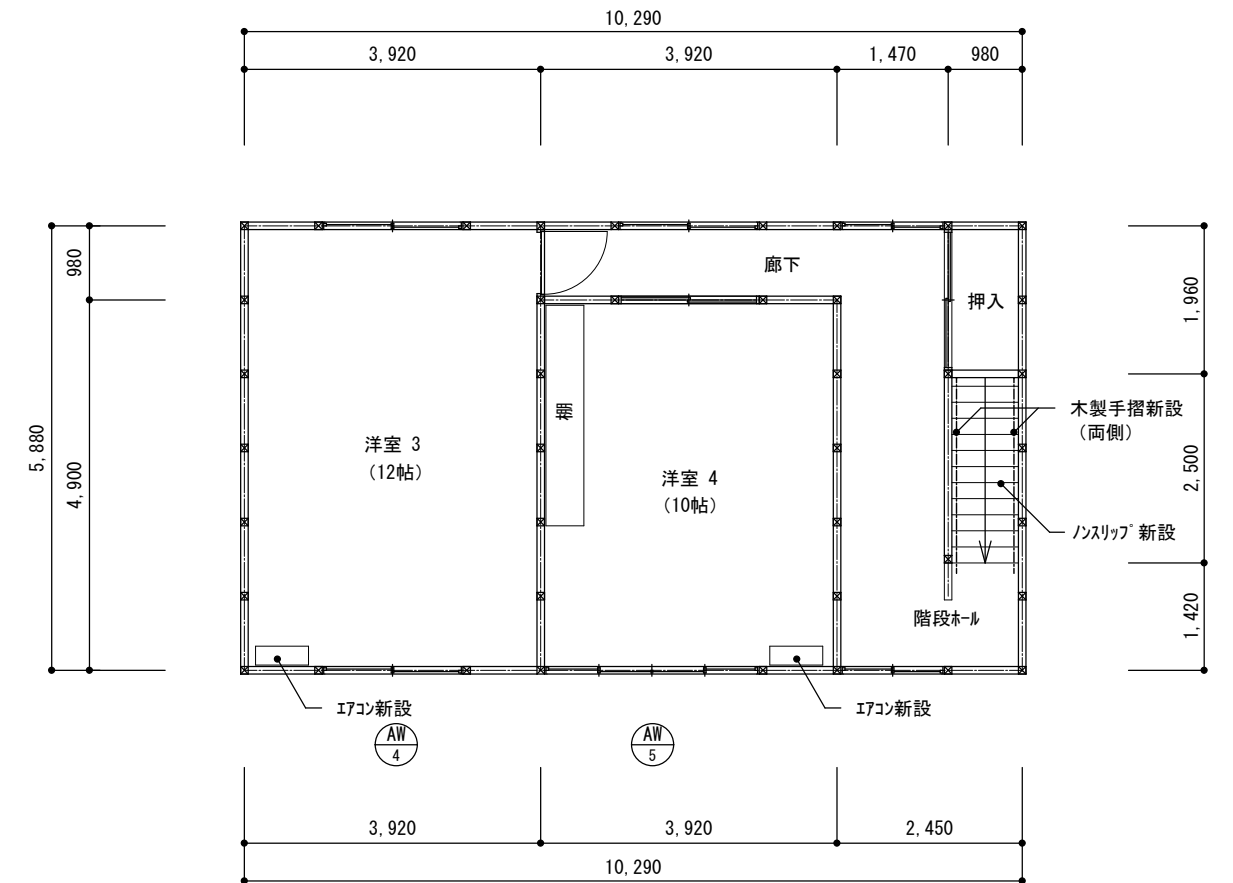 10,290
3,920
3,920
1,470
980
980
廊下
押入
1,960
木製手摺新設
(両側)
洋室 3
(12帖)
棚
5,880
4,900
洋室 4
(10帖)
2,500
ﾉﾝｽﾘｯﾌﾟ新設
階段ﾎｰﾙ
1,420
ｴｱｺﾝ新設
ｴｱｺﾝ新設
AW
4
AW
5
3,920
3,920
2,450
10,290